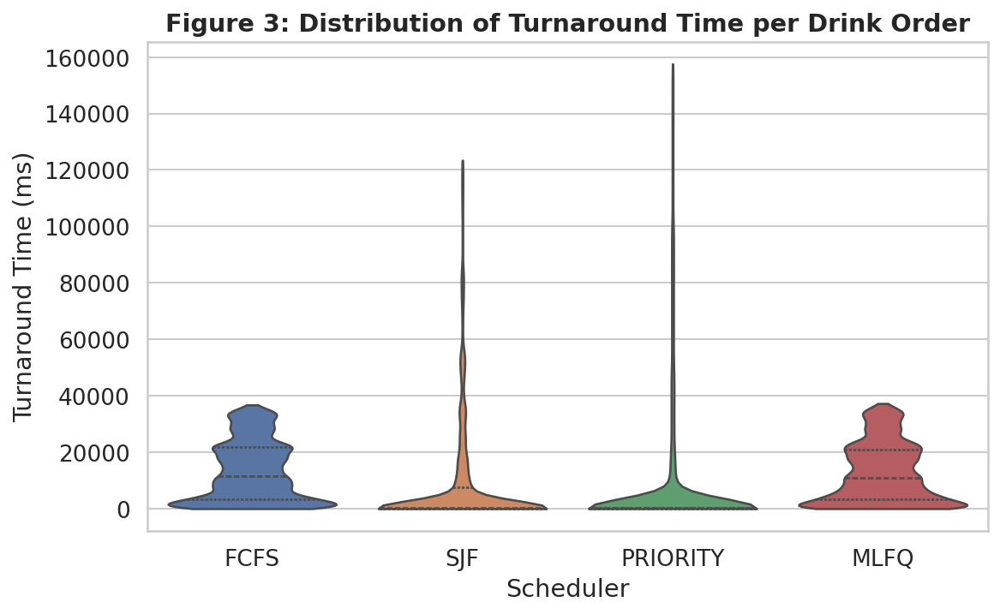 Figure 3: Distribution of Turnaround Time per Drink Order
Turnaround Time (ms)
160000
140000
120000
100000
80000
60000
40000
20000
0
FCFS SJF PRIORITY MLFQ
Scheduler